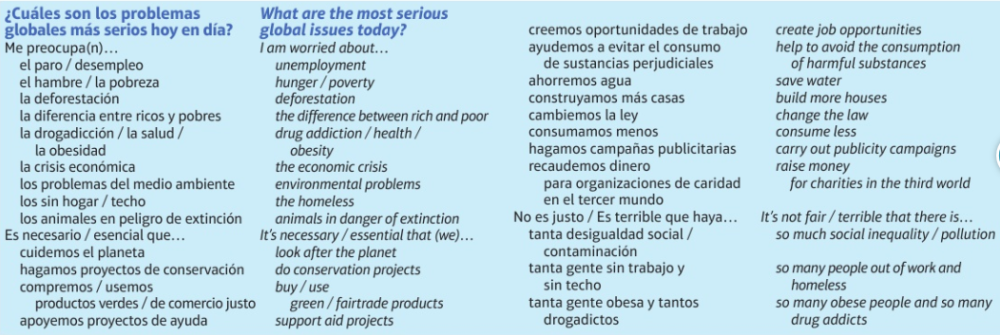 ¿Cuáles son los problemas
globales más serios hoy en día?
Me preocupa(n)…
el paro / desempleo
el hambre / la pobreza
la deforestación
la diferencia entre ricos y pobres
la drogadicción / la salud /
la obesidad
la crisis económica
los problemas del medio ambiente
los sin hogar / techo
los animales en peligro de extinción
Es necesario / esencial que…
cuidemos el planeta
hagamos proyectos de conservación
compremos / usemos
productos verdes / de comercio justo
apoyemos proyectos de ayuda
What are the most serious
global issues today?
I am worried about…
unemployment
hunger / poverty
deforestation
the difference between rich and poor
drug addiction / health /
obesity
the economic crisis
environmental problems
the homeless
animals in danger of extinction
It's necessary / essential that (we)…
look after the planet
do conservation projects
buy / use
green / fairtrade products
support aid projects
creemos oportunidades de trabajo
ayudemos a evitar el consumo
de sustancias perjudiciales
ahorremos agua
construyamos más casas
cambiemos la ley
consumamos menos
hagamos campañas publicitarias
recaudemos dinero
para organizaciones de caridad
en el tercer mundo
No es justo / Es terrible que haya…
tanta desigualdad social /
contaminación
tanta gente sin trabajo y
sin techo
tanta gente obesa y tantos
drogadictos
create job opportunities
help to avoid the consumption
of harmful substances
save water
build more houses
change the law
consume less
carry out publicity campaigns
raise money
for charities in the third world
It's not fair / terrible that there is…
so much social inequality / pollution
so many people out of work and
homeless
so many obese people and so many
drug addicts